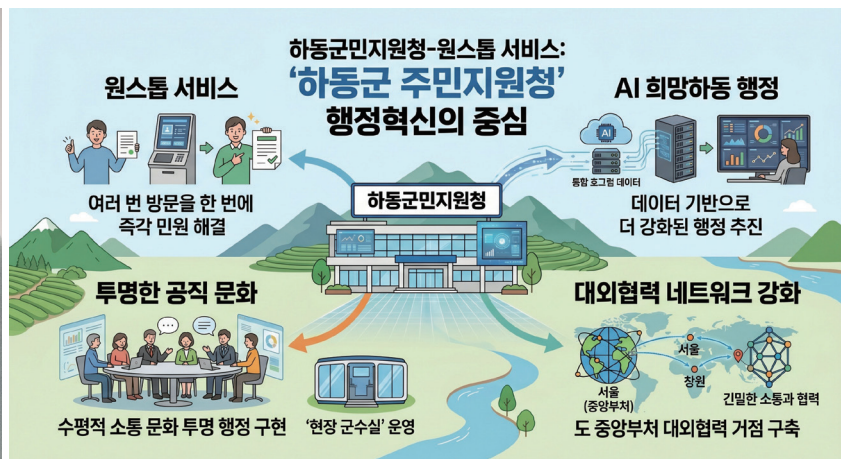 하동군민지원청-원스톱 서비스:
‘하동군 주민지원청’
행정혁신의 중심
원스톱 서비스
여러 번 방문을 한 번에
즉각 민원 해결
AI 희망하동 행정
AI
통함 호그럼 데이터
데이터 기반으로
더 강화된 행정 추진
하동군민지원청
투명한 공직 문화
수평적 소통 문화 투명 행정 구현
‘현장 군수실’ 운영
대외협력 네트워크 강화
서울
창원
서울
(중앙부처)
긴밀한 소통과 협력
도 중앙부처 대외협력 거점 구축